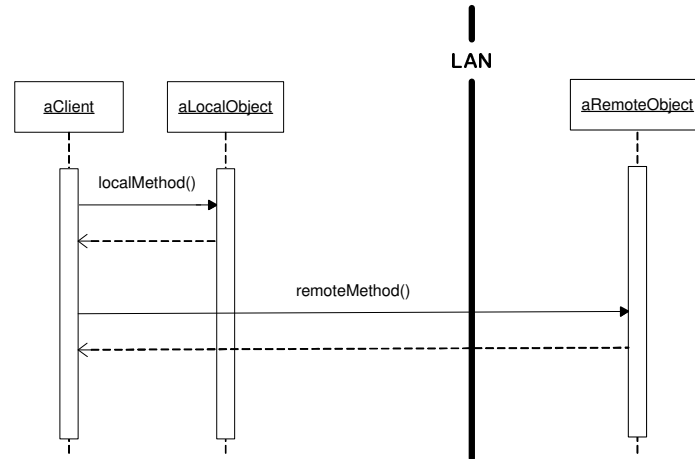 LAN
aClient
aLocalObject
aRemoteObject
localMethod()
remoteMethod()